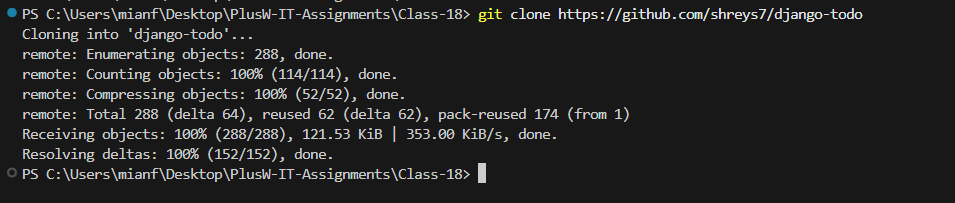 PS C:\Users\mianf\Desktop\PlusW-IT-Assignments\Class-18> git clone https://github.com/shreys7/django-todo
Cloning into 'django-todo'...
remote: Enumerating objects: 288, done.
remote: Counting objects: 100% (114/114), done.
remote: Compressing objects: 100% (52/52), done.
remote: Total 288 (delta 64), reused 62 (delta 62), pack-reused 174 (from 1)
Receiving objects: 100% (288/288), 121.53 KiB | 353.00 KiB/s, done.
Resolving deltas: 100% (152/152), done.
PS C:\Users\mianf\Desktop\PlusW-IT-Assignments\Class-18>